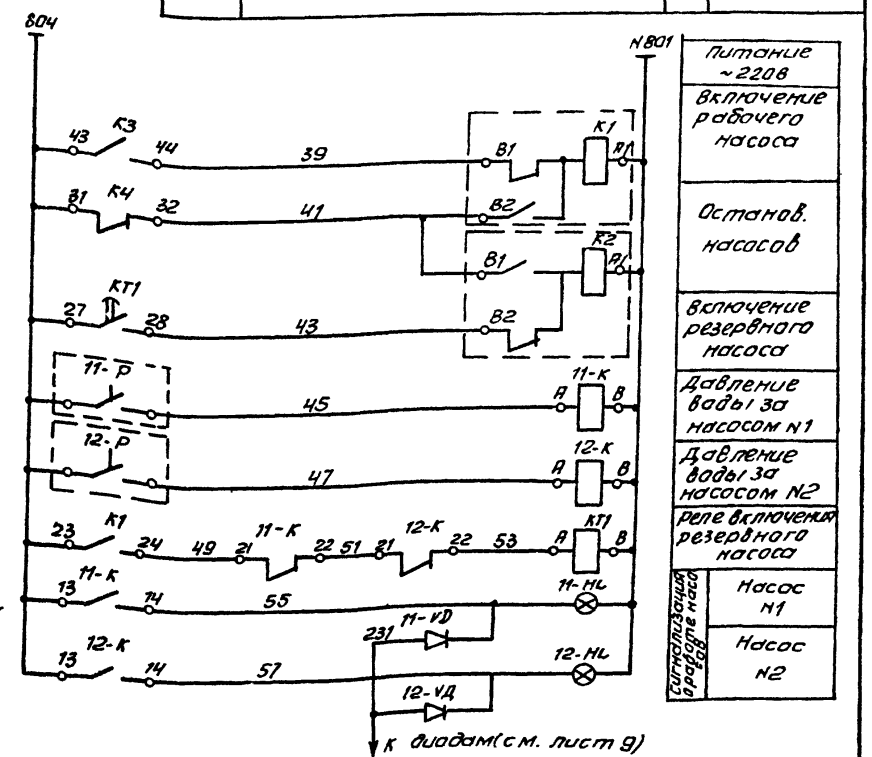 804
N801
Питание
~220В
43
К3
44
39
В1
К1
А1
Включение
рабочего
насоса
31
К4
32
41
В2
Останов.
насосов
В1
К2
А1
27
КТ1
28
43
В2
Включение
резервного
насоса
11-Р
45
А
11-К
В
Давление
воды за
насосом N1
12-Р
47
А
12-К
В
Давление
воды за
насосом N2
23
К1
24
49
21
11-К
22
51
21
12-К
22
53
А
КТ1
В
Реле включения
резервного
насоса
13
11-К
14
55
11-HL
Сигнализация
о работе насо
сов
Насос
N1
231
11-VD
13
12-К
14
57
12-HL
Насос
N2
12-VД
К диодам (см. лист 9)